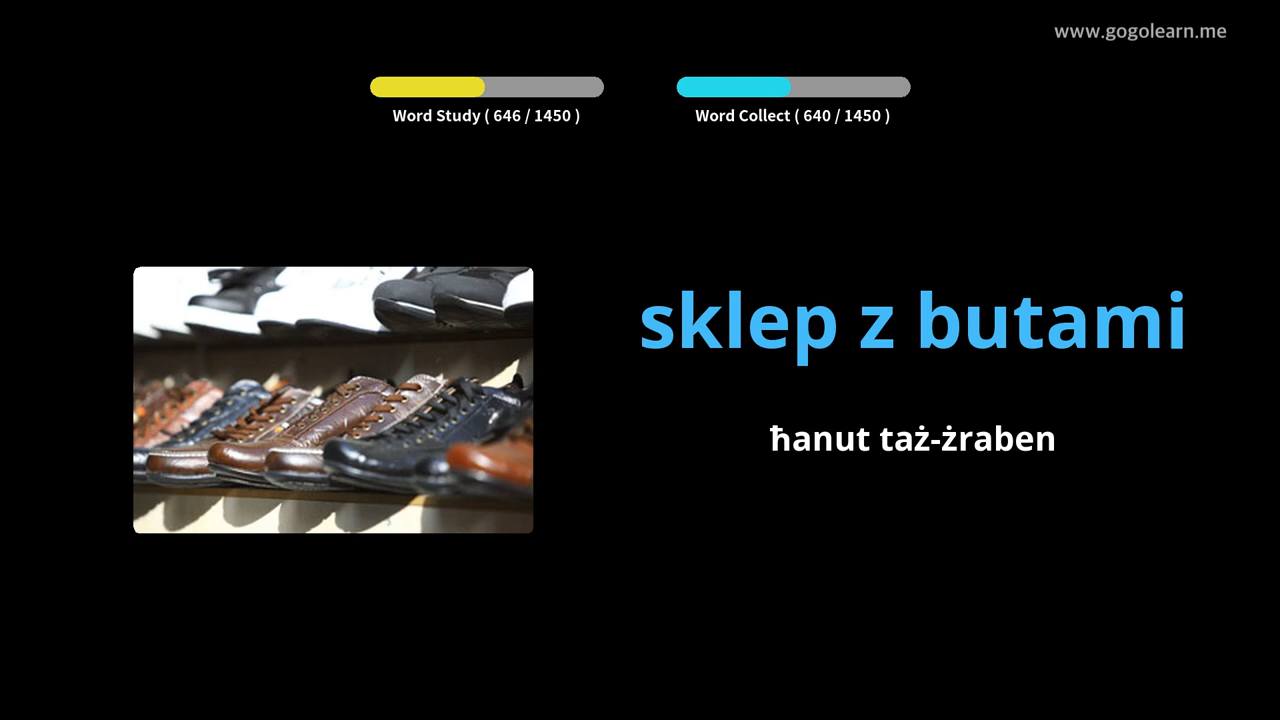 www.gogolearn.me
Word Study ( 646 / 1450 )
Word Collect ( 640 / 1450 )
sklep z butami
ħanut taż-żraben